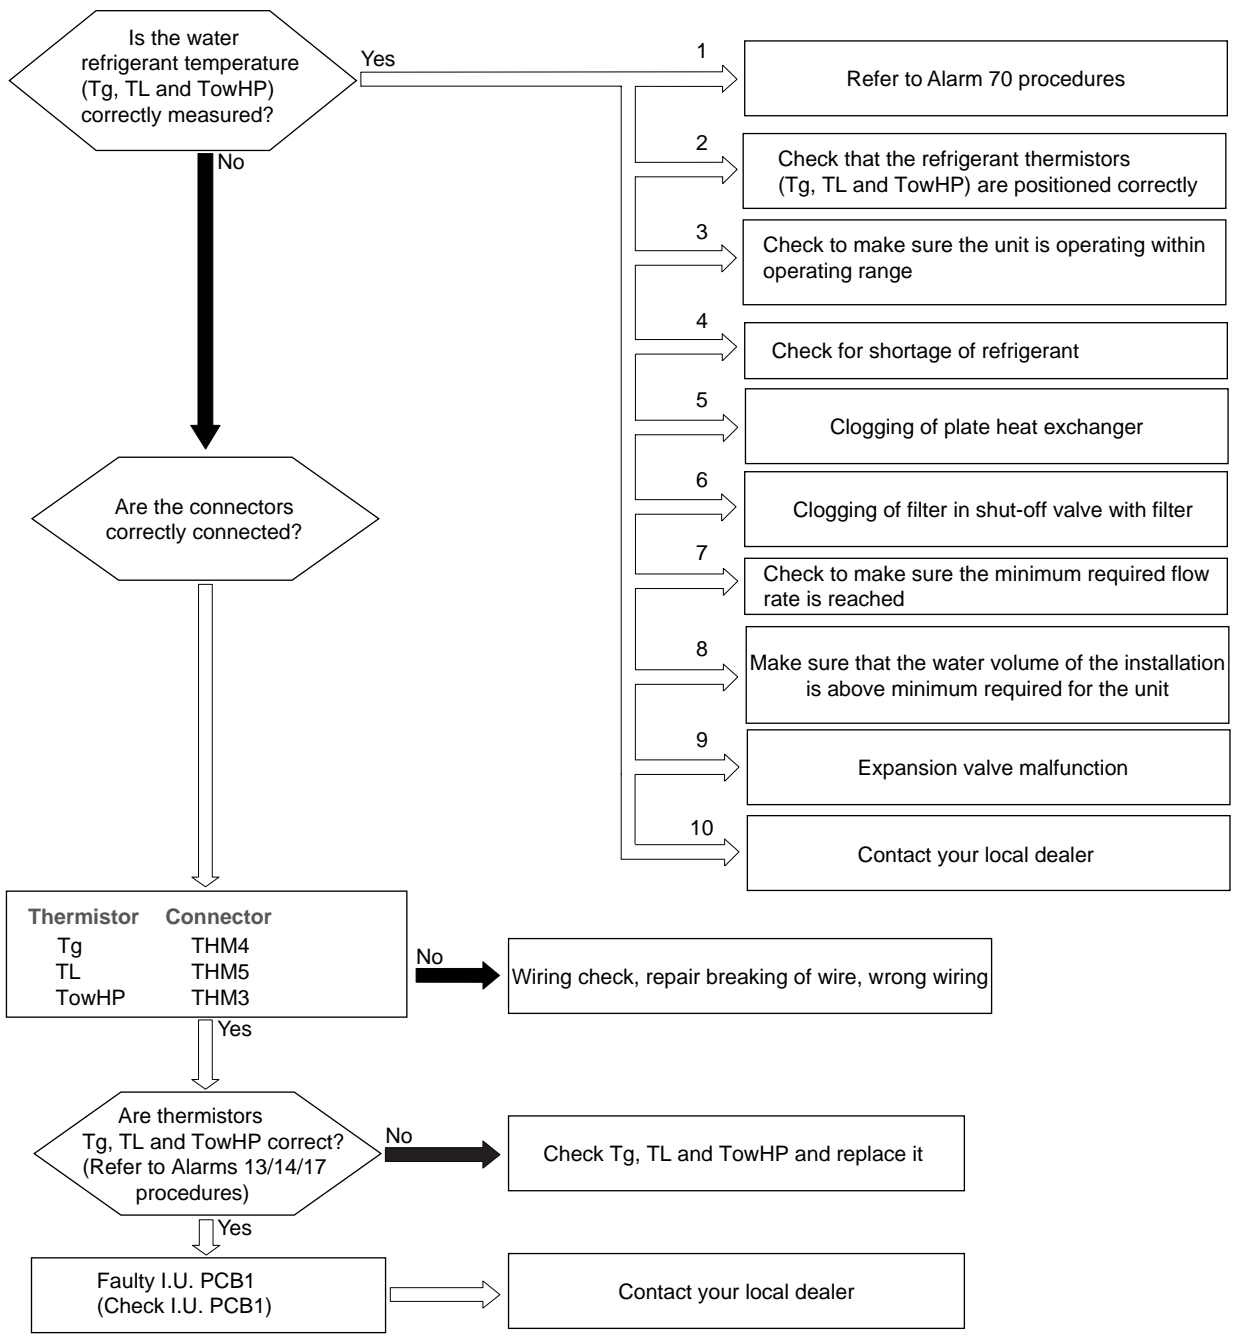 Is the water
refrigerant temperature
(Tg, TL and TowHP)
correctly measured?
Yes
No
1
Refer to Alarm 70 procedures
2
Check that the refrigerant thermistors
(Tg, TL and TowHP) are positioned correctly
3
Check to make sure the unit is operating within
operating range
4
Check for shortage of refrigerant
5
Clogging of plate heat exchanger
6
Clogging of filter in shut-off valve with filter
7
Check to make sure the minimum required flow
rate is reached
8
Make sure that the water volume of the installation
is above minimum required for the unit
9
Expansion valve malfunction
10
Contact your local dealer
Are the connectors
correctly connected?
Thermistor Connector
Tg THM4
TL THM5
TowHP THM3
No
Wiring check, repair breaking of wire, wrong wiring
Yes
Are thermistors
Tg, TL and TowHP correct?
(Refer to Alarms 13/14/17
procedures)
No
Check Tg, TL and TowHP and replace it
Yes
Faulty I.U. PCB1
(Check I.U. PCB1)
Contact your local dealer